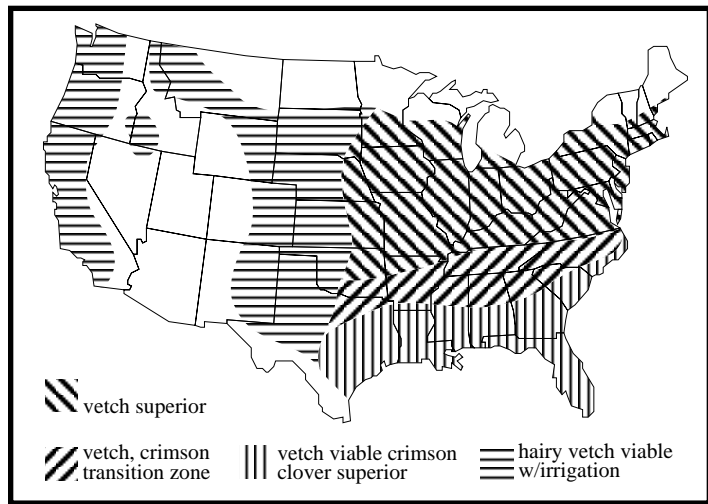 vetch superior
vetch, crimson
transition zone
vetch viable crimson
clover superior
hairy vetch viable
w/irrigation